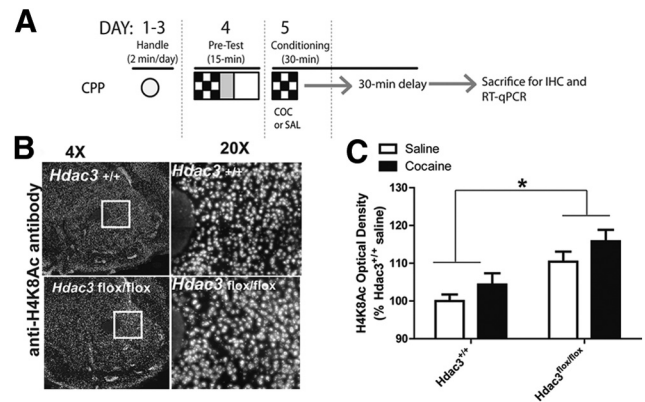 A
DAY: 1-3 4 5
Handle
(2 min/day)
Pre-Test
(15-min)
Conditioning
(30-min)
CPP
30-min delay
Sacrifice for IHC and
RT-qPCR
COC
or SAL
B
4X 20X
anti-H4K8Ac antibody
Hdac3 +/+
Hdac3 +/+
Hdac3 flox/flox
Hdac3 flox/flox
C
Saline
Cocaine
H4K8Ac Optical Density
(% Hdac3+/+ saline)
130
120
110
100
90
*
Hdac3+/+
Hdac3flox/flox